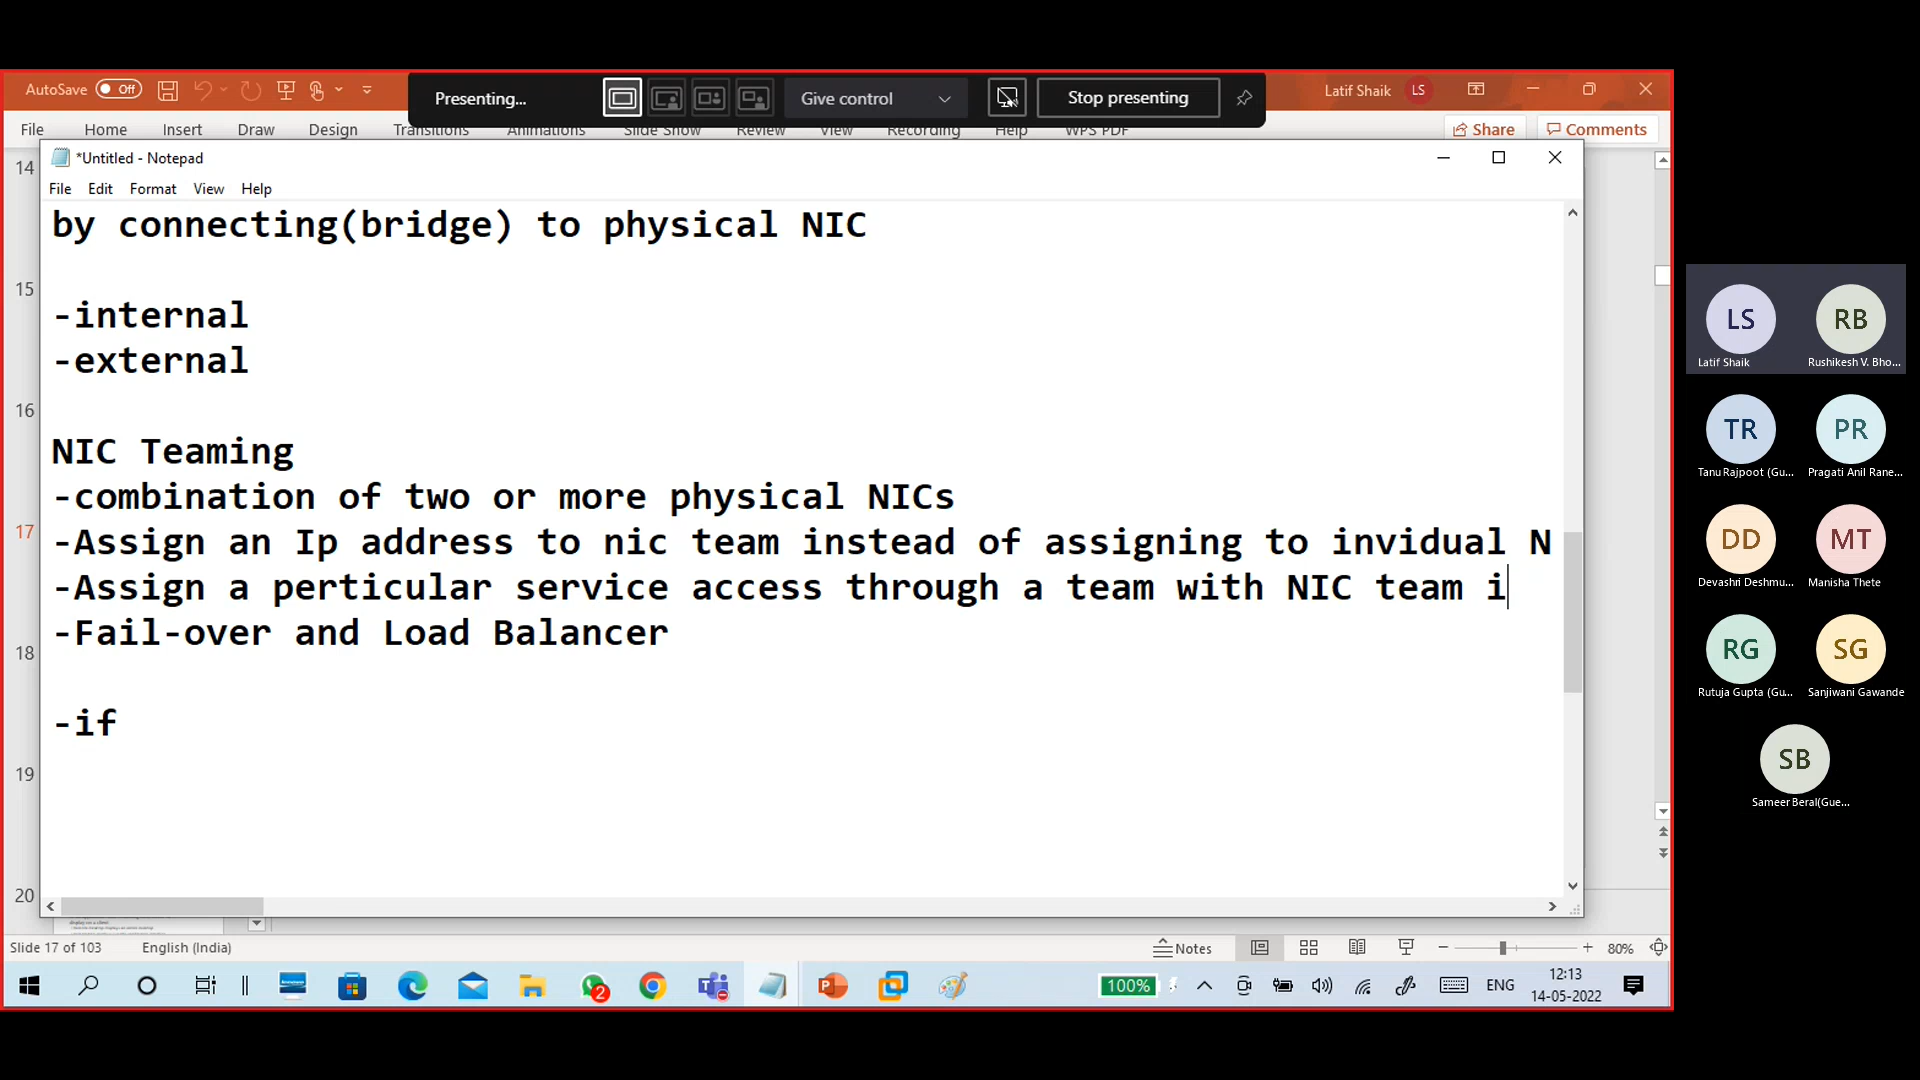 AutoSave Off
Presenting...
Give control
Stop presenting
Latif Shaik LS
File Home Insert Draw Design Transitions Animations Slide Show Review View Recording Help WPS PDF
Share Comments
*Untitled - Notepad
File Edit Format View Help
by connecting(bridge) to physical NIC
-internal
-external
NIC Teaming
-combination of two or more physical NICs
-Assign an Ip address to nic team instead of assigning to invidual N
-Assign a perticular service access through a team with NIC team i
-Fail-over and Load Balancer
-if
14
15
16
17
18
19
20
Slide 17 of 103 English (India)
Notes
80%
2
100%
ENG
12:13
14-05-2022
LS
Latif Shaik
RB
Rushikesh V. Bho...
TR
Tanu Rajpoot (Gu...
PR
Pragati Anil Rane...
DD
Devashri Deshmu...
MT
Manisha Thete
RG
Rutuja Gupta (Gu...
SG
Sanjiwani Gawande
SB
Sameer Beral(Gue...